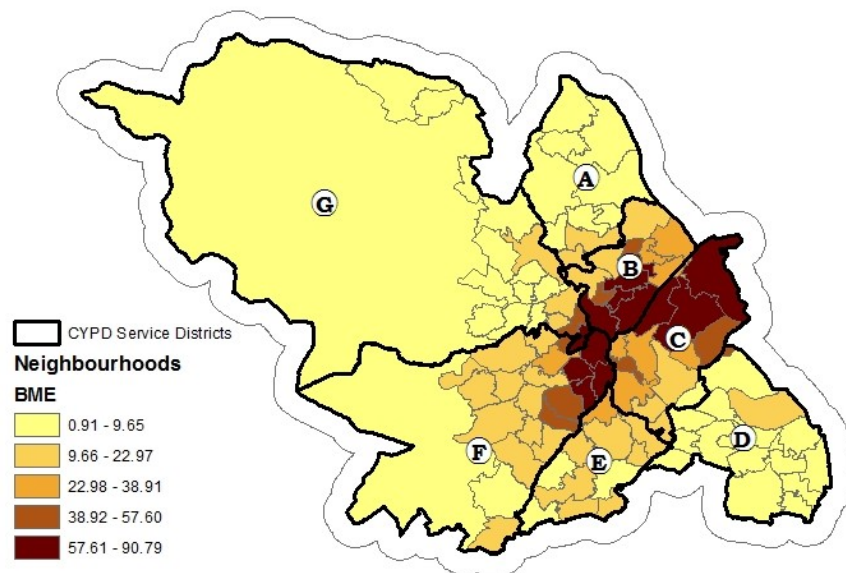 A
G
B
C
D
F
E
CYPD Service Districts
Neighbourhoods
BME
0.91 - 9.65
9.66 - 22.97
22.98 - 38.91
38.92 - 57.60
57.61 - 90.79